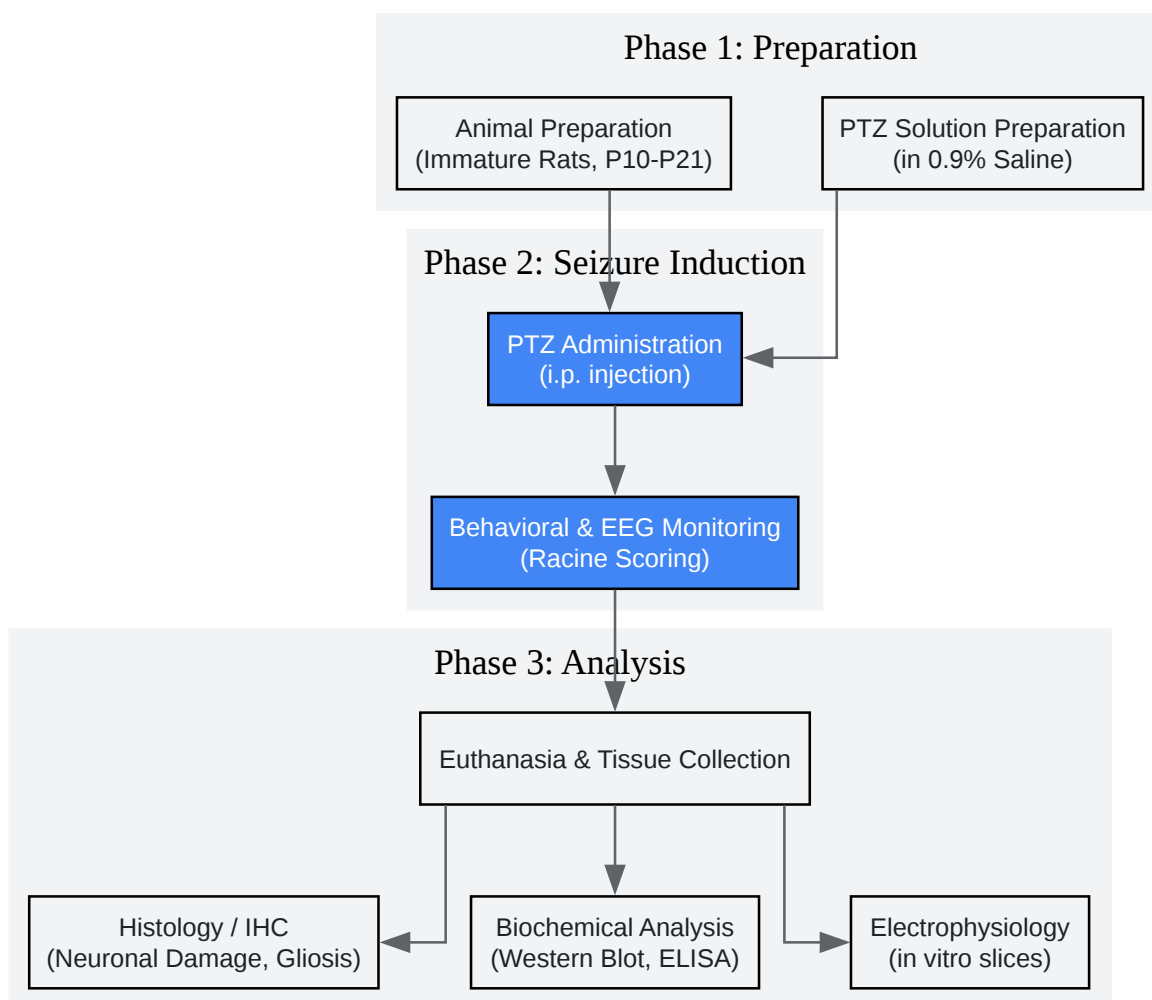 Phase 1: Preparation
Animal Preparation
(Immature Rats, P10-P21)
PTZ Solution Preparation
(in 0.9% Saline)
Phase 2: Seizure Induction
PTZ Administration
(i.p. injection)
Behavioral & EEG Monitoring
(Racine Scoring)
Phase 3: Analysis
Euthanasia & Tissue Collection
Histology / IHC
(Neuronal Damage, Gliosis)
Biochemical Analysis
(Western Blot, ELISA)
Electrophysiology
(in vitro slices)